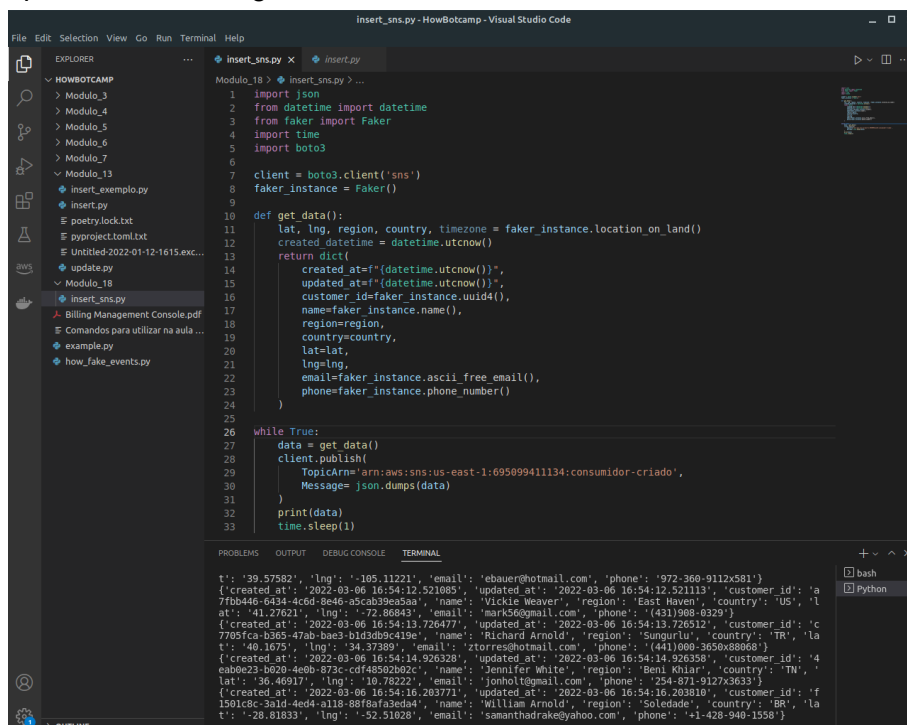 insert_sns.py - HowBotcamp - Visual Studio Code
File Edit Selection View Go Run Terminal Help
EXPLORER
insert_sns.py
insert.py
HOWBOTCAMP
Modulo_3
Modulo_4
Modulo_5
Modulo_6
Modulo_7
Modulo_13
insert_exemplo.py
insert.py
poetry.lock.txt
pyproject.toml.txt
Untitled-2022-01-12-1615.exc...
update.py
Modulo_18
insert_sns.py
Billing Management Console.pdf
Comandos para utilizar na aula ...
example.py
how_fake_events.py
aws
Modulo_18 > insert_sns.py > ...
1 import json
2 from datetime import datetime
3 from faker import Faker
4 import time
5 import boto3
6
7 client = boto3.client('sns')
8 faker_instance = Faker()
9
10 def get_data():
11 lat, lng, region, country, timezone = faker_instance.location_on_land()
12 created_datetime = datetime.utcnow()
13 return dict(
14 created_at=f"{datetime.utcnow()}",
15 updated_at=f"{datetime.utcnow()}",
16 customer_id=faker_instance.uuid4(),
17 name=faker_instance.name(),
18 region=region,
19 country=country,
20 lat=lat,
21 lng=lng,
22 email=faker_instance.ascii_free_email(),
23 phone=faker_instance.phone_number()
24 )
25
26 while True:
27 data = get_data()
28 client.publish(
29 TopicArn='arn:aws:sns:us-east-1:695099411134:consumidor-criado',
30 Message= json.dumps(data)
31 )
32 print(data)
33 time.sleep(1)
PROBLEMS OUTPUT DEBUG CONSOLE TERMINAL
bash
Python
t': '39.57582', 'lng': '-105.11221', 'email': 'ebauer@hotmail.com', 'phone': '972-360-9112x581'}
{'created_at': '2022-03-06 16:54:12.521085', 'updated_at': '2022-03-06 16:54:12.521113', 'customer_id': 'a
7fbb446-6434-4c6d-8e46-a5cab39ea5aa', 'name': 'Vickie Weaver', 'region': 'East Haven', 'country': 'US', 'l
t': '41.27621', 'lng': '-72.86843', 'email': 'mark56@gmail.com', 'phone': '(431)908-0329'}
{'created_at': '2022-03-06 16:54:13.726477', 'updated_at': '2022-03-06 16:54:13.726512', 'customer_id': 'c
7705fca-b365-47ab-bae3-b1d3db9c419e', 'name': 'Richard Arnold', 'region': 'Sungurlu', 'country': 'TR', 'la
t': '40.1675', 'lng': '34.37389', 'email': 'ztorres@hotmail.com', 'phone': '(441)000-3650x88068'}
{'created_at': '2022-03-06 16:54:14.926328', 'updated_at': '2022-03-06 16:54:14.926358', 'customer_id': '4
eab0e23-b020-4e0b-873c-cdf48502b02c', 'name': 'Jennifer White', 'region': 'Beni Khiar', 'country': 'TN', '
lat': '36.46917', 'lng': '10.78222', 'email': 'jonholt@gmail.com', 'phone': '254-871-9127x3633'}
{'created_at': '2022-03-06 16:54:16.203771', 'updated_at': '2022-03-06 16:54:16.203810', 'customer_id': 'f
1501c8c-3a1d-4ed4-a118-88f8afa3eda4', 'name': 'William Arnold', 'region': 'Soledade', 'country': 'BR', 'la
t': '-28.81833', 'lng': '-52.51028', 'email': 'samanthadrake@yahoo.com', 'phone': '+1-428-940-1558'}